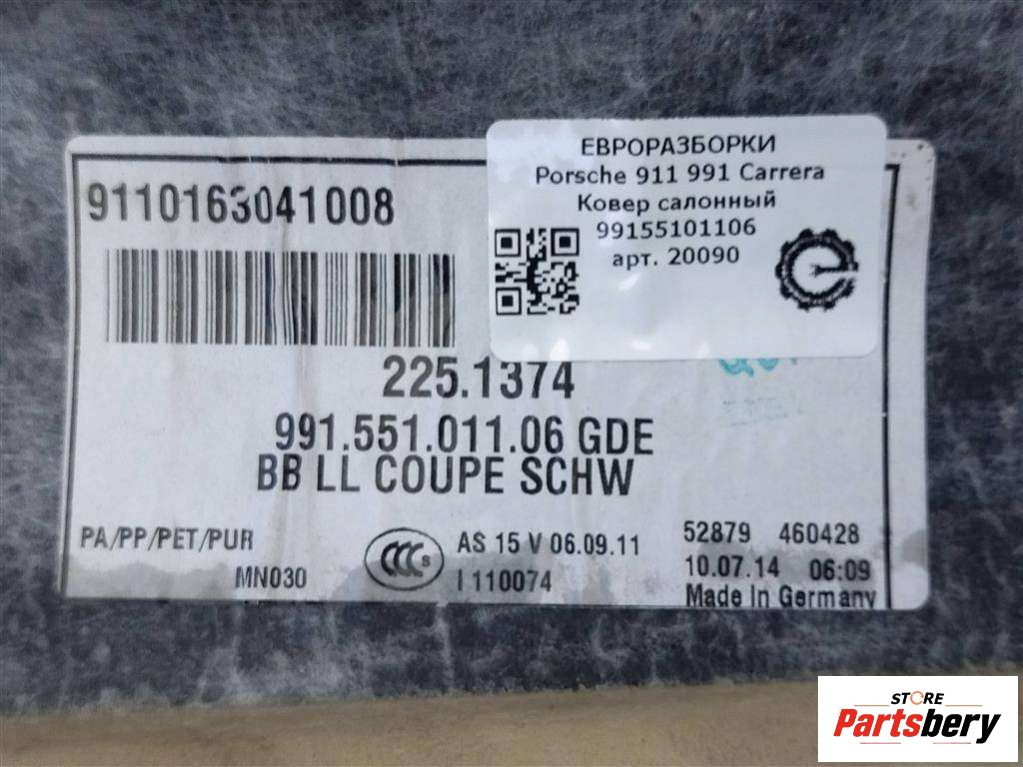 9110163041008
ЕВРОРАЗБОРКИ
Porsche 911 991 Carrera
Ковер салонный
99155101106
арт. 20090
225.1374
991.551.011.06 GDE
BB LL COUPE SCHW
PA/PP/PET/PUR
MN030
CCC S
AS 15 V 06.09.11
I 110074
52879 460428
10.07.14 06:09
Made In Germany
STORE
Partsbery